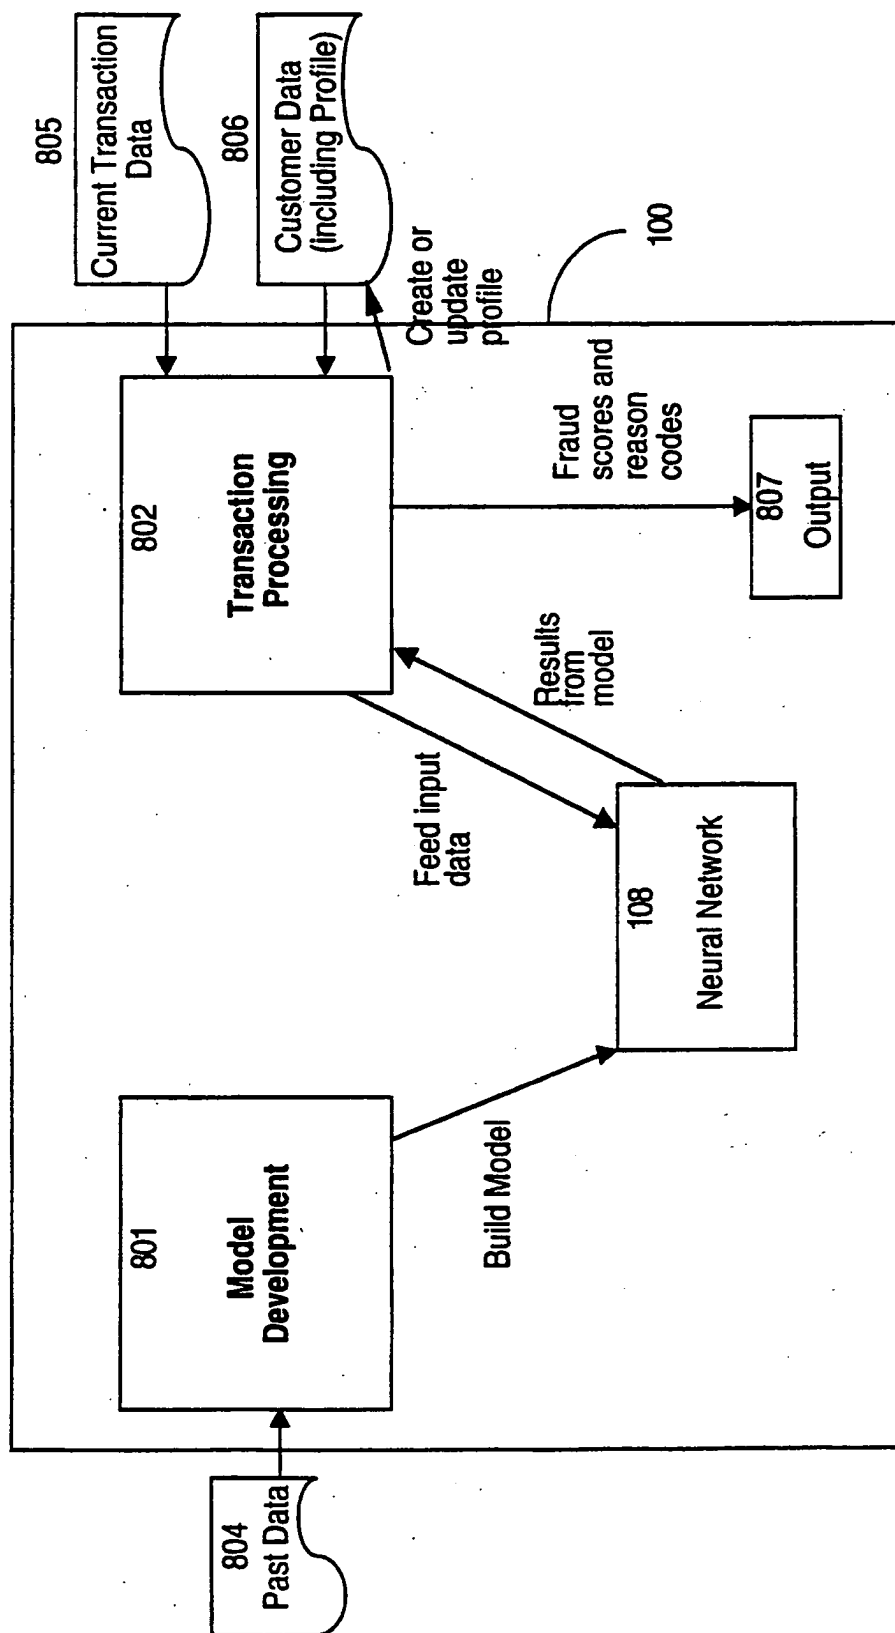 804
Past Data
801
Model
Development
Build Model
108
Neural Network
Feed input
data
Results
from
model
802
Transaction
Processing
Fraud
scores and
reason
codes
807
Output
805
Current Transaction
Data
806
Customer Data
(including Profile)
Create or
update
profile
100